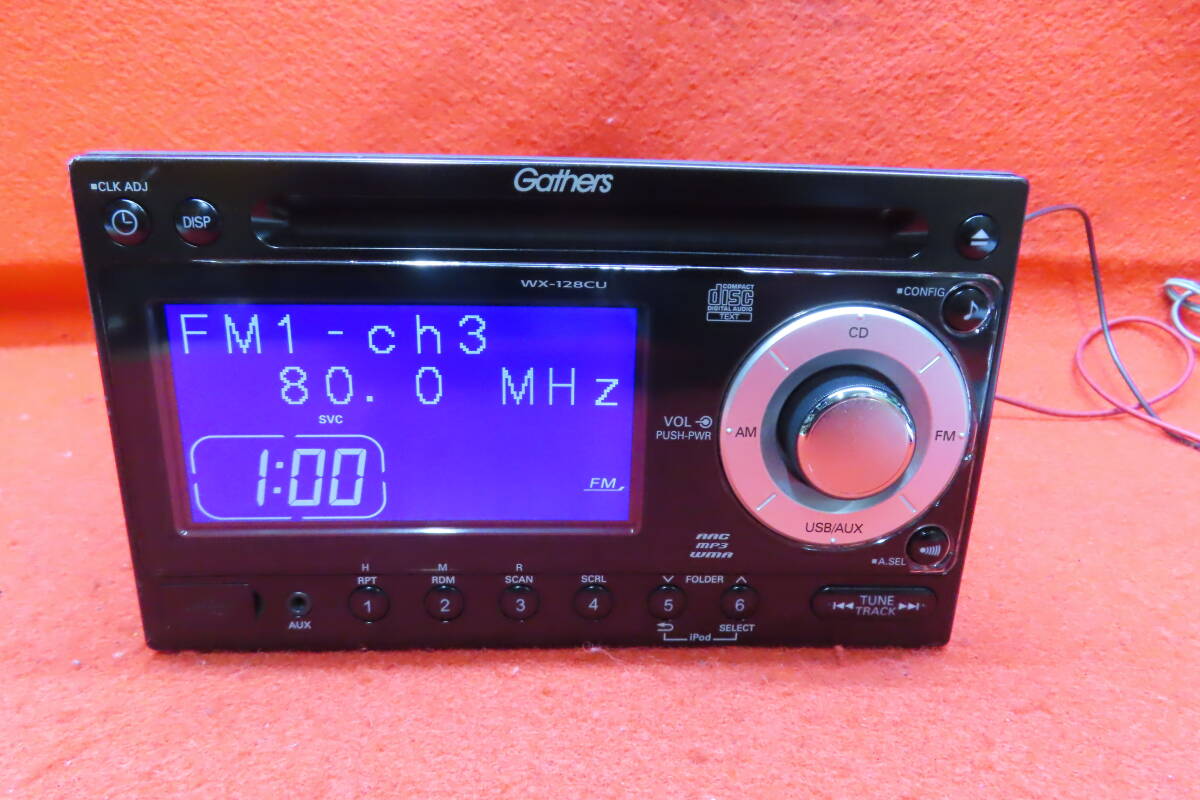 Gathers
■CLK ADJ
DISP
WX-128CU
COMPACT
disc
DIGITAL AUDIO
TEXT
■CONFIG
FM1-ch3
80.0 MHz
SVC
1:00
FM
CD
VOL
PUSH-PWR
AM
FM
USB/AUX
AAC
MP3
WMA
■A.SEL
AUX
H
RPT
1
M
RDM
2
R
SCAN
3
SCRL
4
FOLDER
5
6
iPod
SELECT
TUNE
TRACK